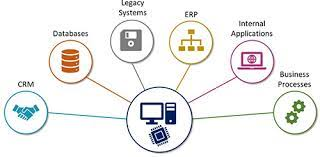 Legacy
Systems
ERP
Internal
Applications
Databases
Business
Processes
CRM